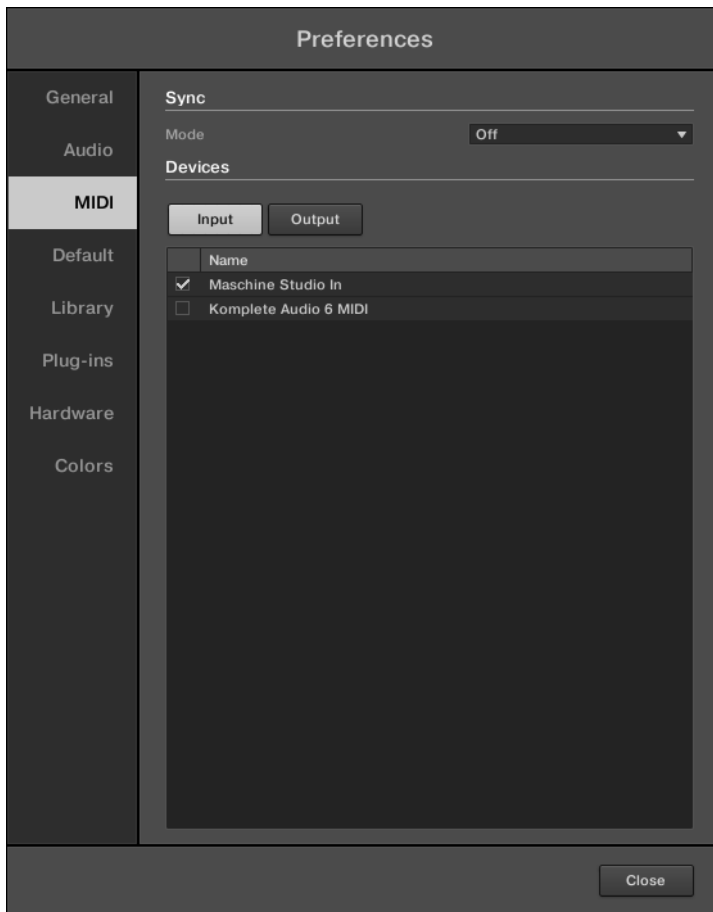 Preferences
General
Audio
MIDI
Default
Library
Plug-ins
Hardware
Colors
Sync
Mode Off
Devices
Input Output
Name
Maschine Studio In
Komplete Audio 6 MIDI
Close